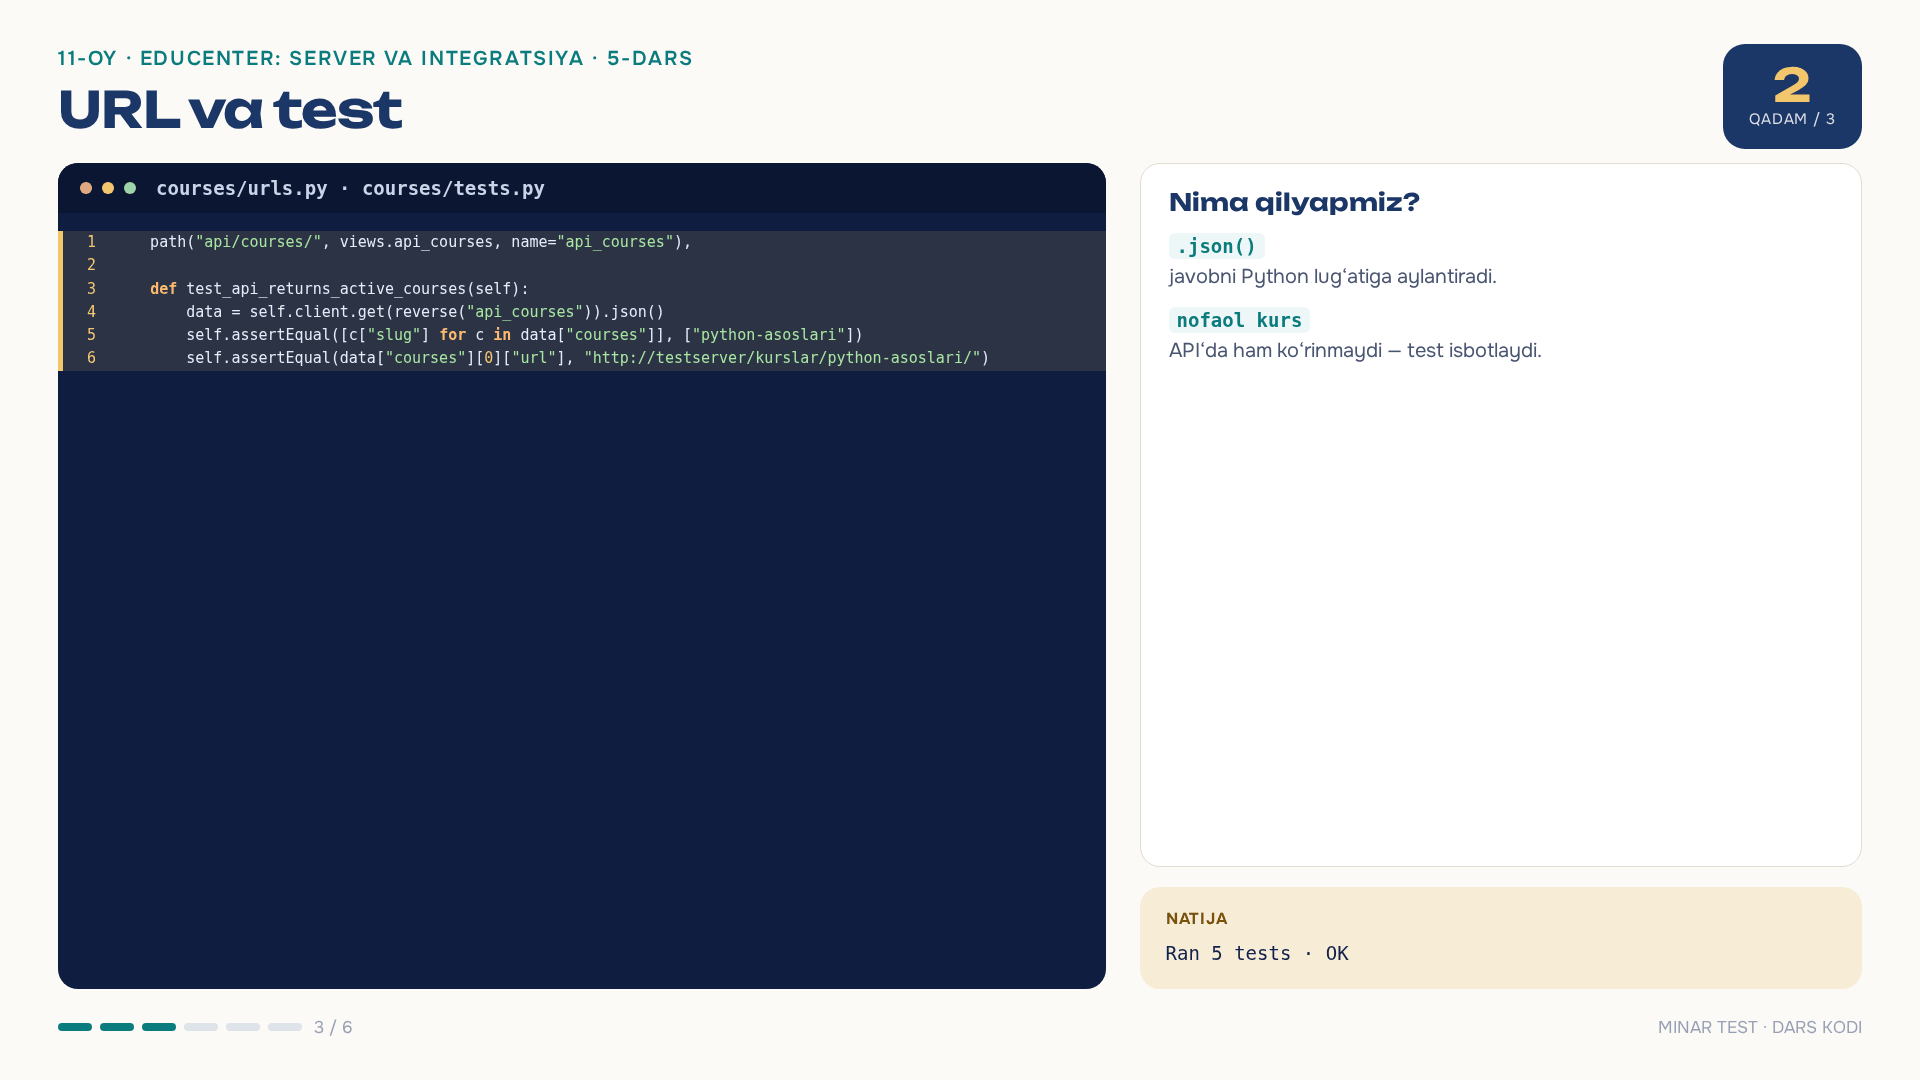 11-OY · EDUCENTER: SERVER VA INTEGRATSIYA · 5-DARS
URL va test
2
QADAM / 3
courses/urls.py · courses/tests.py
1 path("api/courses/", views.api_courses, name="api_courses"),
2
3 def test_api_returns_active_courses(self):
4 data = self.client.get(reverse("api_courses")).json()
5 self.assertEqual([c["slug"] for c in data["courses"]], ["python-asoslari"])
6 self.assertEqual(data["courses"][0]["url"], "http://testserver/kurslar/python-asoslari/")
Nima qilyapmiz?
.json()
javobni Python lug‘atiga aylantiradi.
nofaol kurs
API‘da ham ko‘rinmaydi — test isbotlaydi.
NATIJA
Ran 5 tests · OK
3 / 6
MINAR TEST · DARS KODI